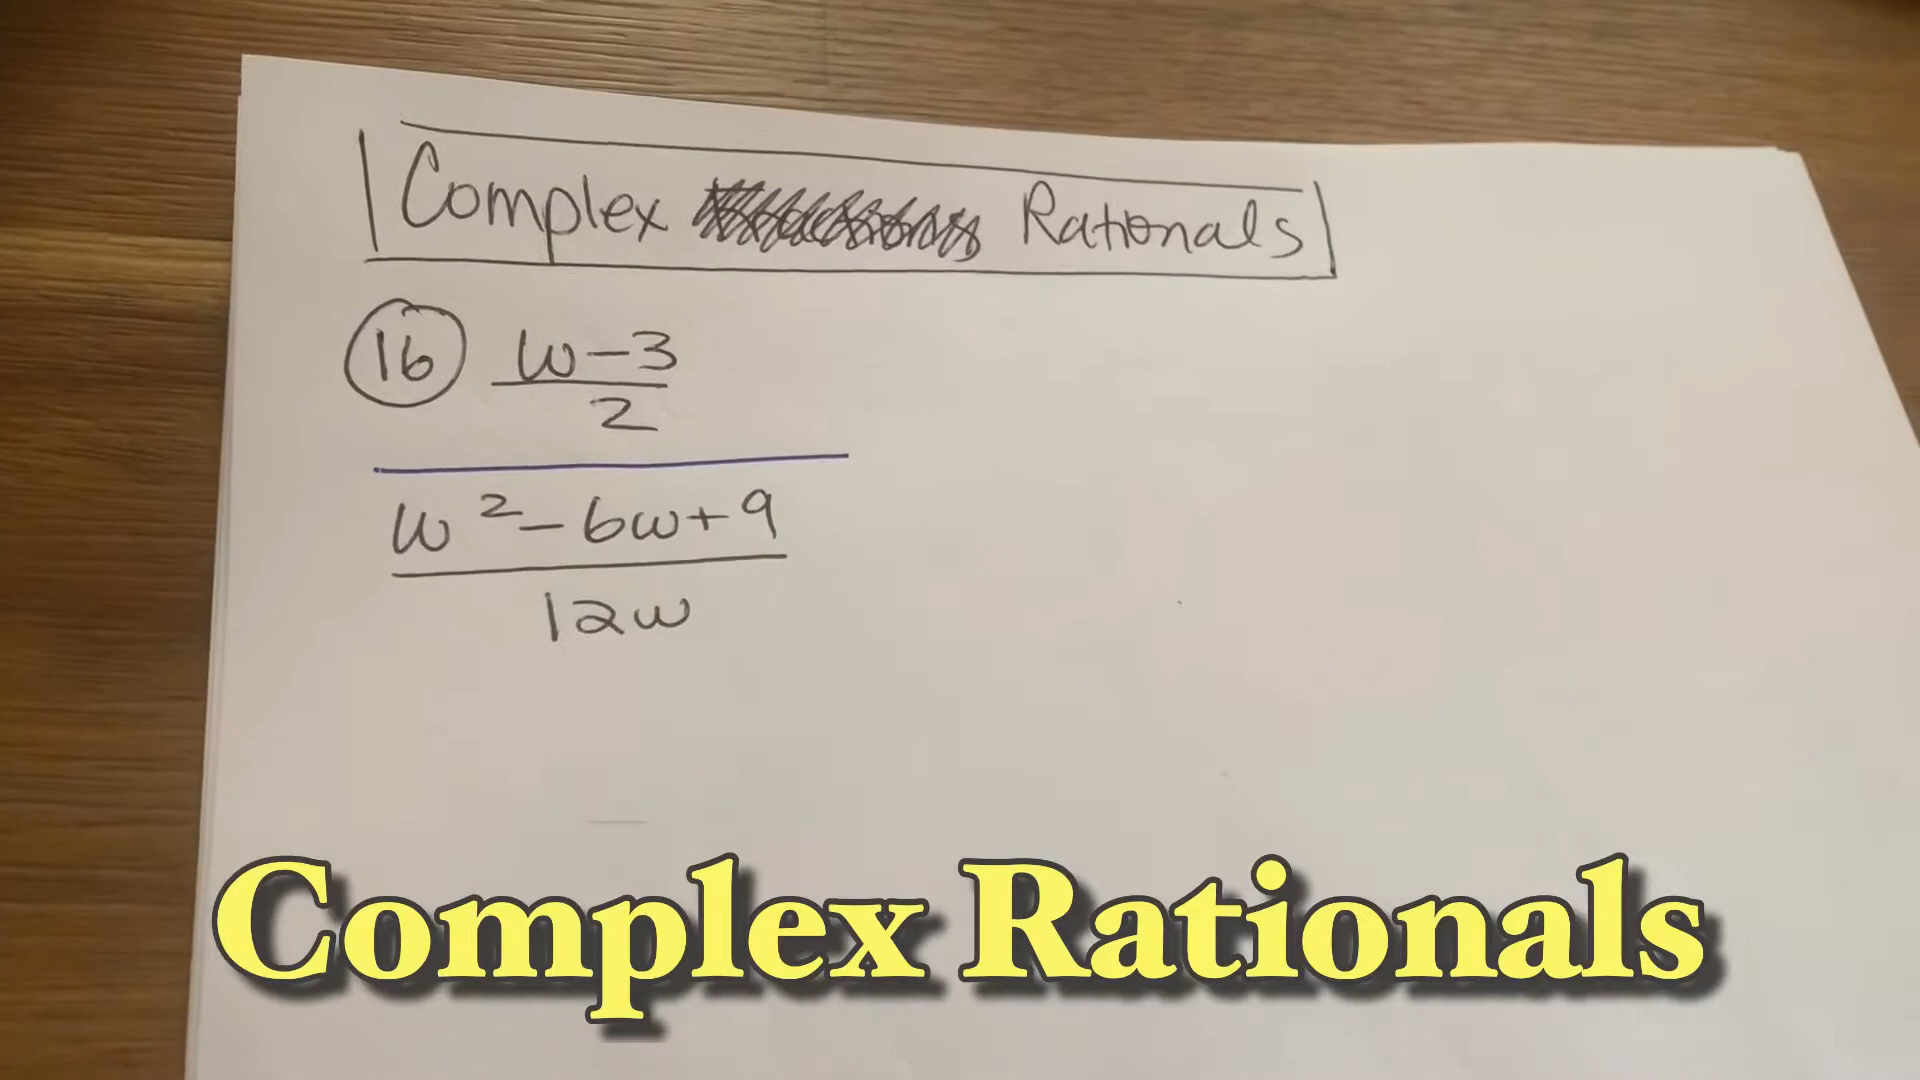 Complex Rationals
16 w-3
2
w²-6w+9
12w
Complex Rationals